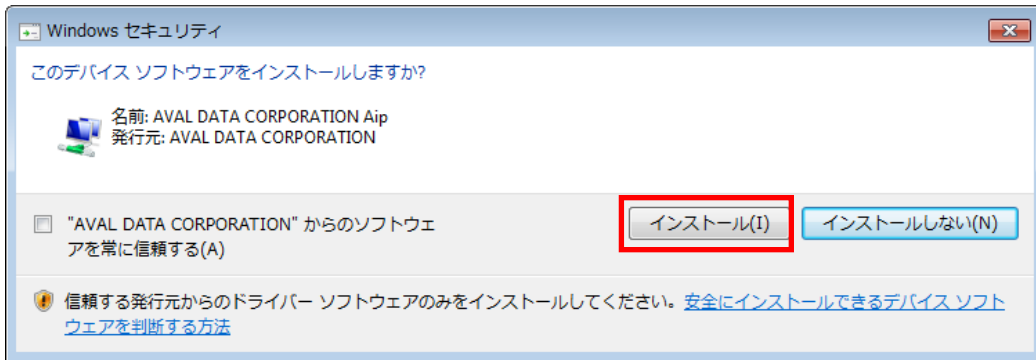 Windows セキュリティ
このデバイス ソフトウェアをインストールしますか?
名前: AVAL DATA CORPORATION Aip
発行元: AVAL DATA CORPORATION
"AVAL DATA CORPORATION" からのソフトウェ
アを常に信頼する(A)
インストール(I)
インストールしない(N)
信頼する発行元からのドライバー ソフトウェアのみをインストールしてください。安全にインストールできるデバイス ソフト
ウェアを判断する方法